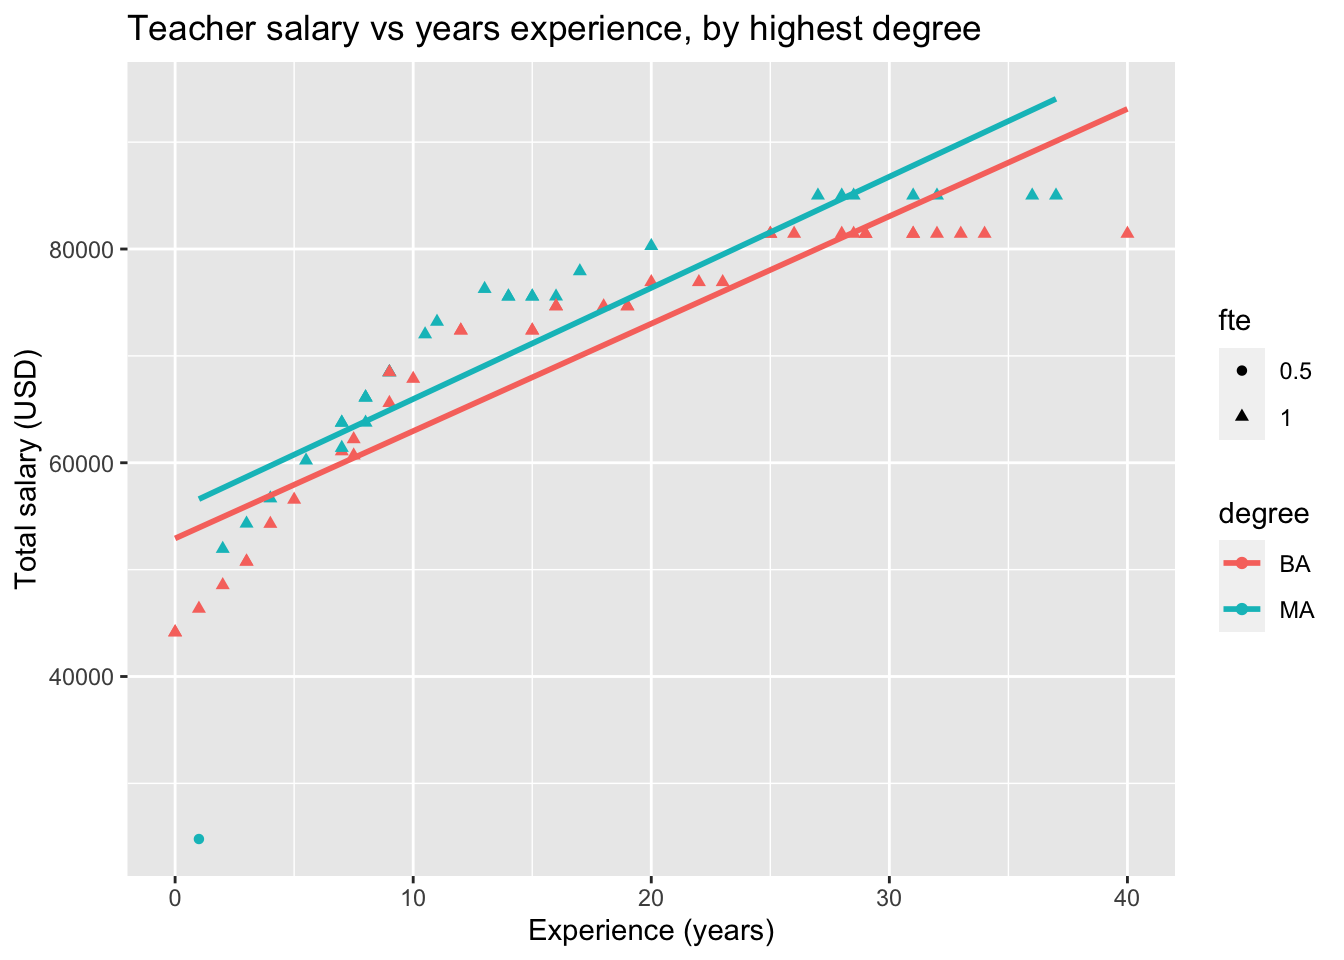 Teacher salary vs years experience, by highest degree
Total salary (USD)
80000
60000
40000
0
10
20
30
40
Experience (years)
fte
0.5
1
degree
BA
MA